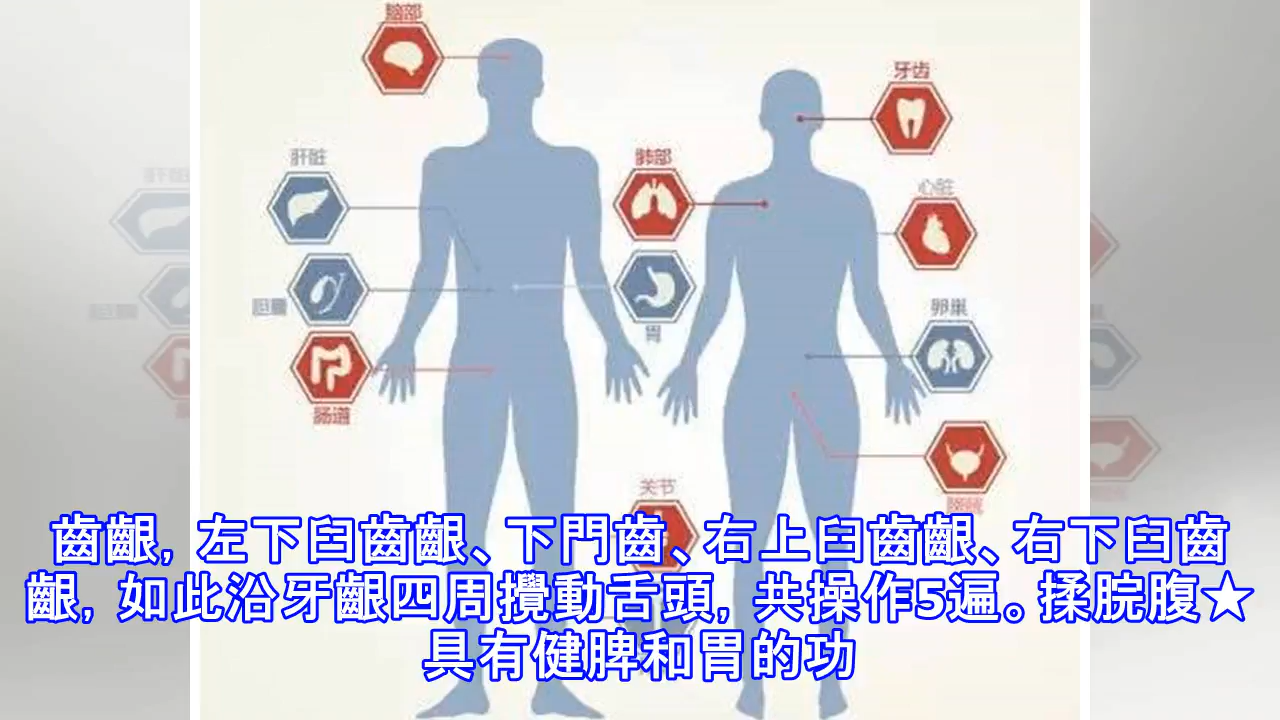 脑部
牙齿
肝脏
肺部
心脏
胆囊
卵巢
胃
肠道
关节
膀胱
齒齦, 左下臼齒齦、下門齒、右上臼齒齦、右下臼齒
齦, 如此沿牙齦四周攪動舌頭, 共操作5遍。揉脘腹★
具有健脾和胃的功